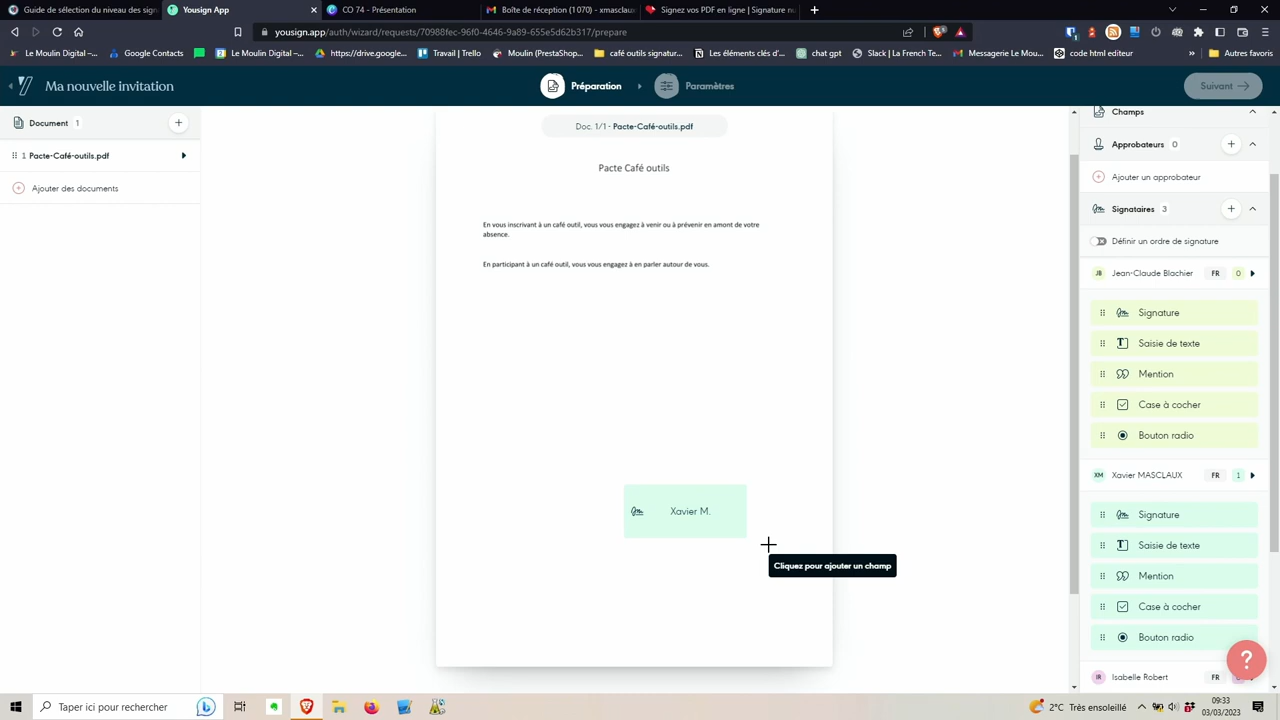 Guide de sélection du niveau des sign
Yousign App
CO 74 - Présentation
Boîte de réception (1 070) - xmasclau
Signez vos PDF en ligne | Signature nu
yousign.app/auth/wizard/requests/70988fec-96f0-4646-9a89-655e5d62b317/prepare
Le Moulin Digital –...
Google Contacts
Le Moulin Digital –...
Google Drive
Travail | Trello
Moulin (PrestaShop...
café outils signatur...
Les éléments clés d'...
chat gpt
Slack | La French Te...
Messagerie Le Mou...
code html entrer
»
Autres favoris
Ma nouvelle invitation
Préparation
Paramètres
Suivant
Document 1
1 Pacte-Café-outils.pdf
Ajouter des documents
Doc. 1/1 - Pacte-Café-outils.pdf
Pacte Café outils
En vous inscrivant à un café outil, vous vous engagez à venir ou à prévenir en amont de votre
absence.
En participant à un café outil, vous vous engagez à en parler autour de vous.
Xavier M.
Cliquez pour ajouter un champ
Champs
Approbateurs 0
Ajouter un approbateur
Signataires 3
Définir un ordre de signature
JB Jean-Claude Blachier FR 0
Signature
Saisie de texte
Mention
Case à cocher
Bouton radio
XM Xavier MASCLAUX FR 1
Signature
Saisie de texte
Mention
Case à cocher
Bouton radio
IR Isabelle Robert FR
?
Taper ici pour rechercher
2°C Très ensoleillé
09:33
03/03/2023